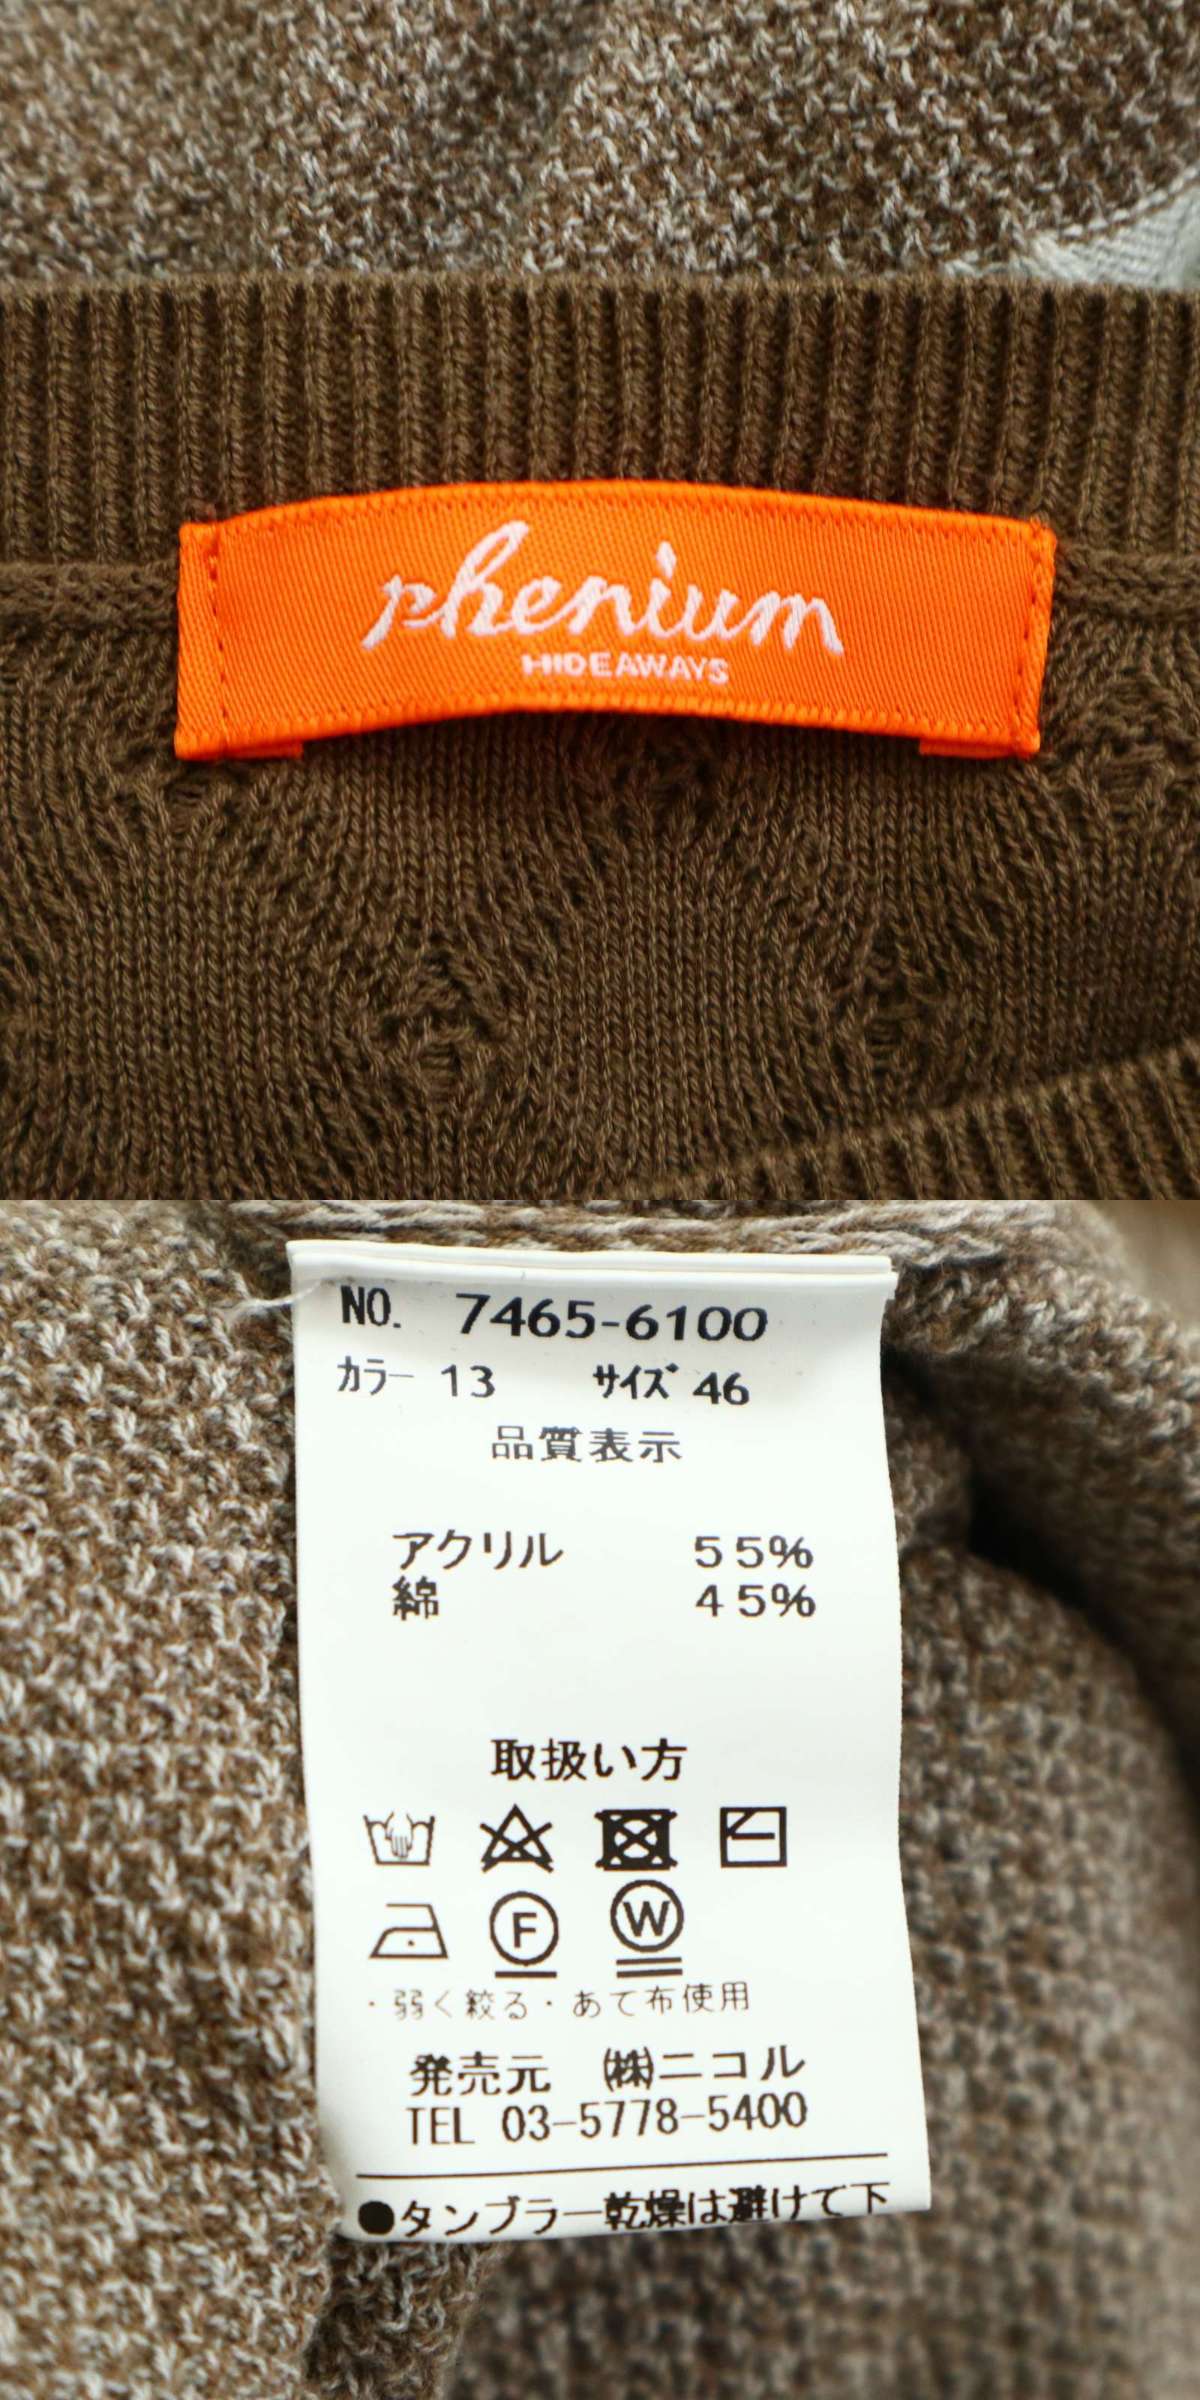 phenium
HIDEAWAYS
NO. 7465-6100
カラー 13 サイズ 46
品質表示
アクリル 55%
綿 45%
取扱い方
F W
・弱く絞る・あて布使用
発売元 ㈱ニコル
TEL 03-5778-5400
●タンブラー乾燥は避けて下